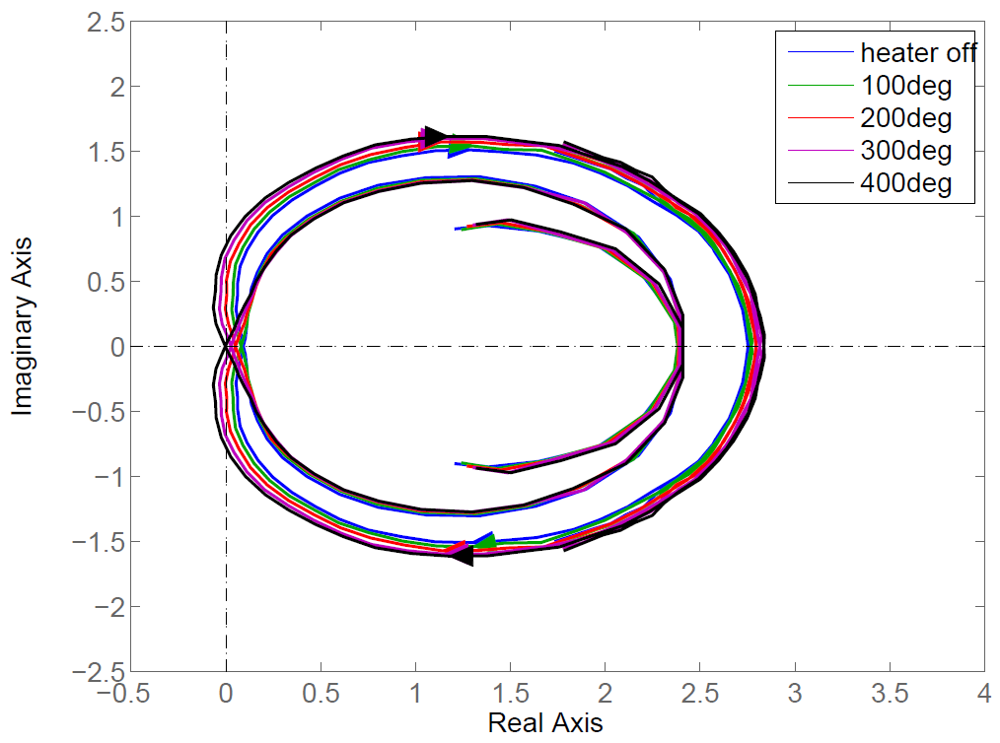 2.5
2
1.5
1
0.5
0
−0.5
−1
−1.5
−2
−2.5
Imaginary Axis
heater off
100deg
200deg
300deg
400deg
−0.5 0 0.5 1 1.5 2 2.5 3 3.5 4
Real Axis